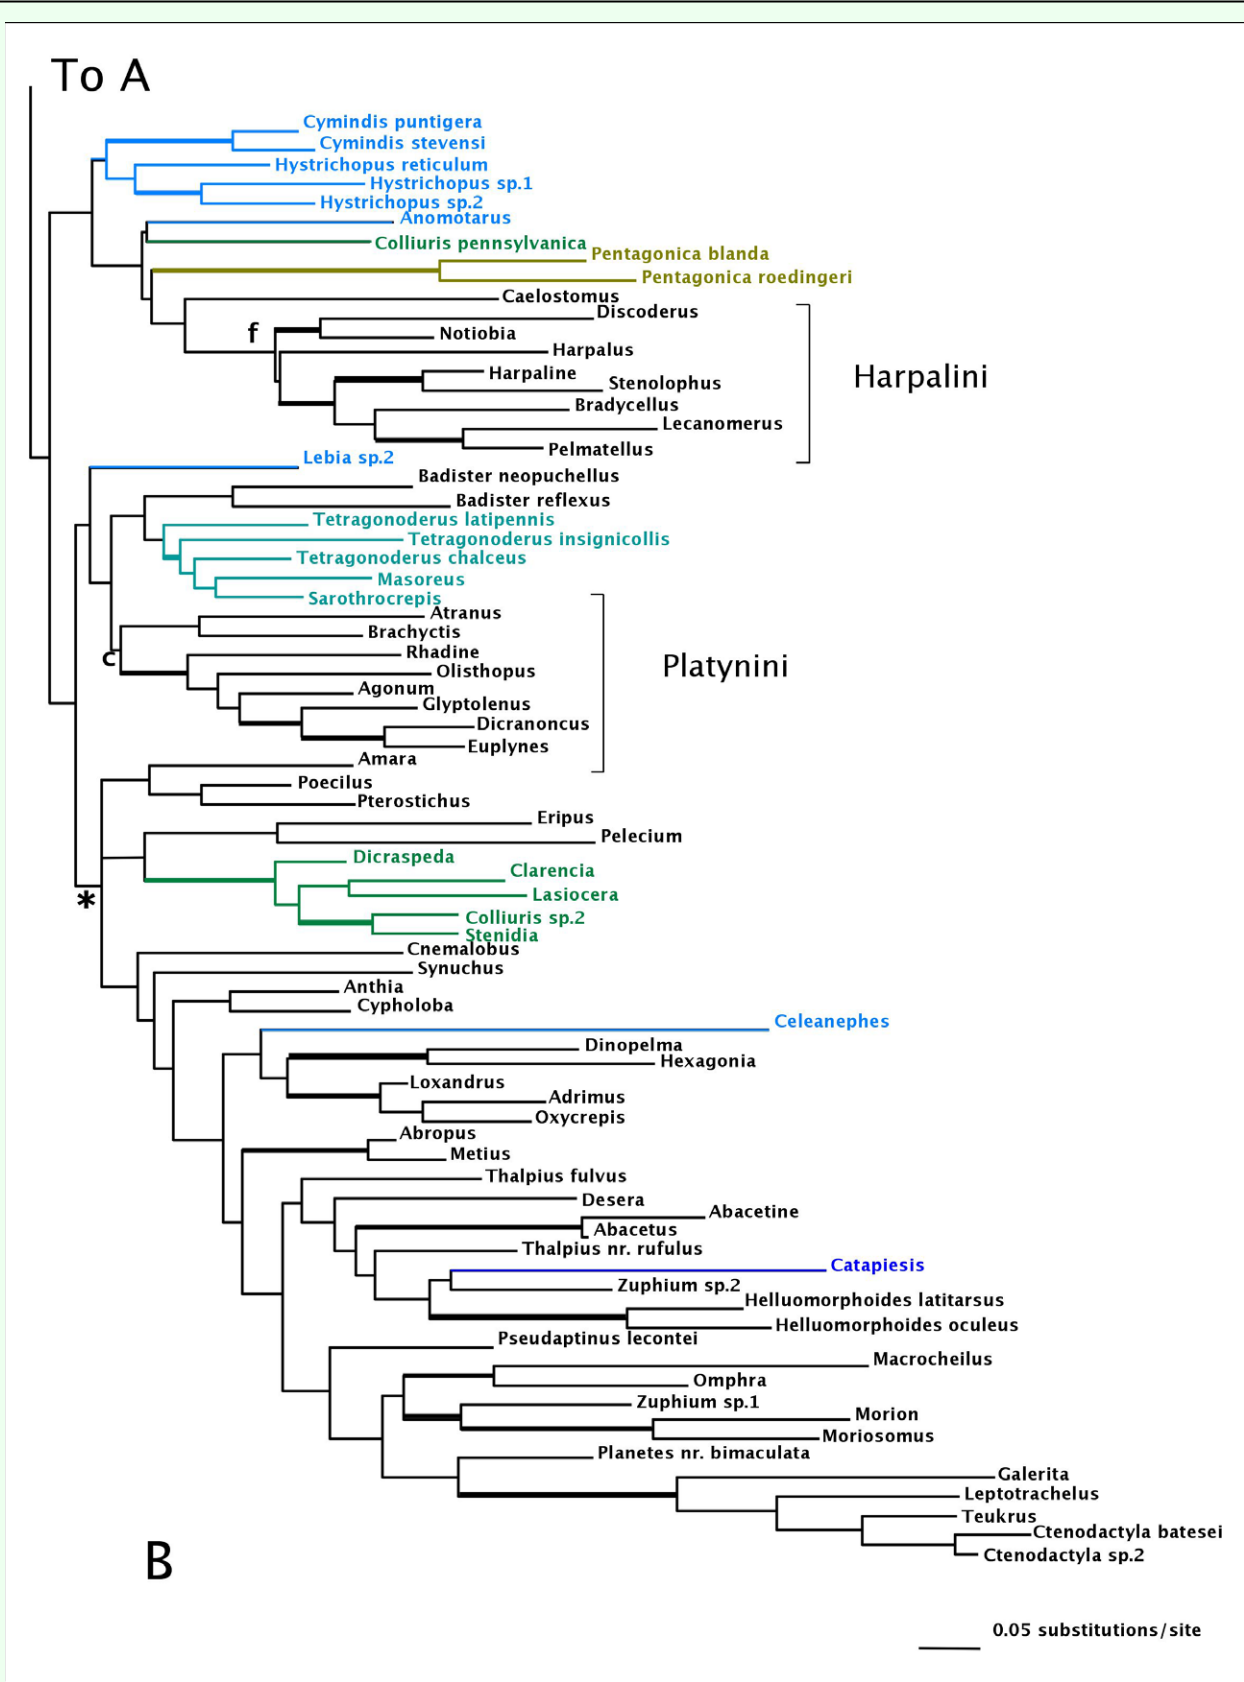 To A
Cymindis puntigera
Cymindis stevensi
Hystrichopus reticulum
Hystrichopus sp.1
Hystrichopus sp.2
Anomotarus
Colliuris pennsylvanica
Pentagonica blanda
Pentagonica roedingeri
Caelostomus
Discoderus
f
Notiobia
Harpalus
Harpaline
Harpalini
Stenolophus
Bradycellus
Lecanomerus
Pelmatellus
Lebia sp.2
Badister neopuchellus
Badister reflexus
Tetragonoderus latipennis
Tetragonoderus insignicollis
Tetragonoderus chalceus
Masoreus
Sarothrocrepis
Atranus
Brachyctis
Rhadine
c
Platynini
Olisthopus
Agonum
Glyptolenus
Dicranoncus
Euplynes
Amara
Poecilus
Pterostichus
Eripus
Pelecium
Dicraspeda
Clarencia
Lasiocera
*
Colliuris sp.2
Stenidia
Cnemalobus
Synuchus
Anthia
Cypholoba
Celeanephes
Dinopelma
Hexagonia
Loxandrus
Adrimus
Oxycrepis
Abropus
Metius
Thalpius fulvus
Desera
Abacetine
Abacetus
Thalpius nr. rufulus
Catapiesis
Zuphium sp.2
Helluomorphoides latitarsus
Helluomorphoides oculeus
Pseudaptinus lecontei
Macrocheilus
Omphra
Zuphium sp.1
Morion
Moriosomus
Planetes nr. bimaculata
Galerita
Leptotrachelus
Teukrus
Ctenodactyla batesei
Ctenodactyla sp.2
B
0.05 substitutions/site